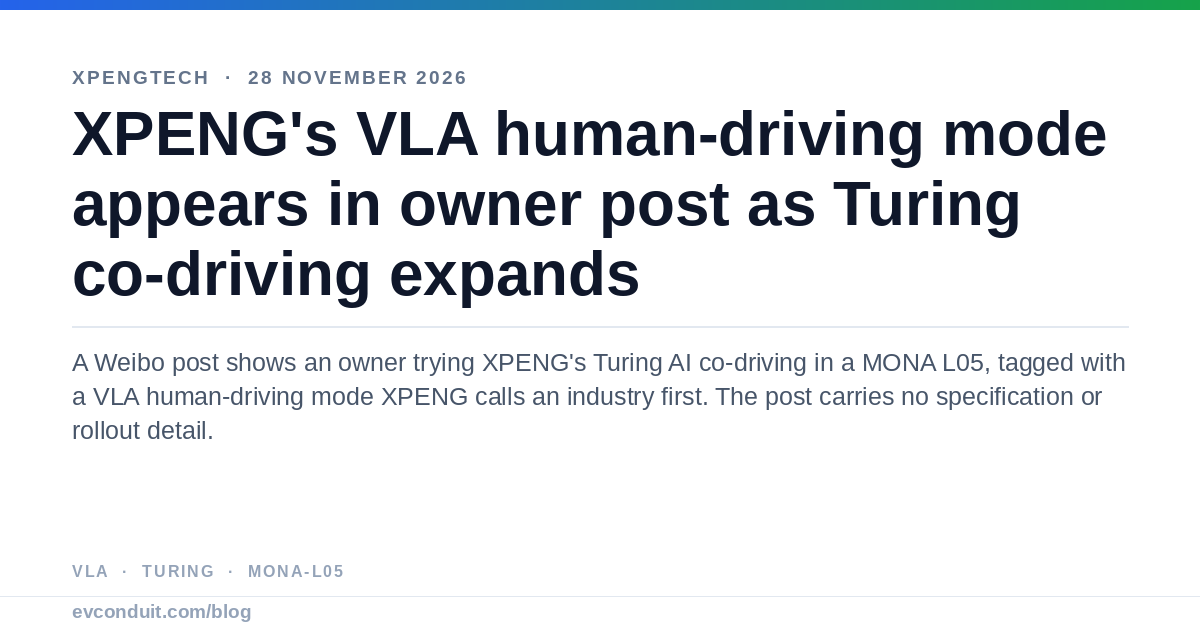 XPENGTECH · 28 NOVEMBER 2026
XPENG's VLA human-driving mode
appears in owner post as Turing
co-driving expands
A Weibo post shows an owner trying XPENG's Turing AI co-driving in a MONA L05, tagged with
a VLA human-driving mode XPENG calls an industry first. The post carries no specification or
rollout detail.
VLA · TURING · MONA-L05
evconduit.com/blog